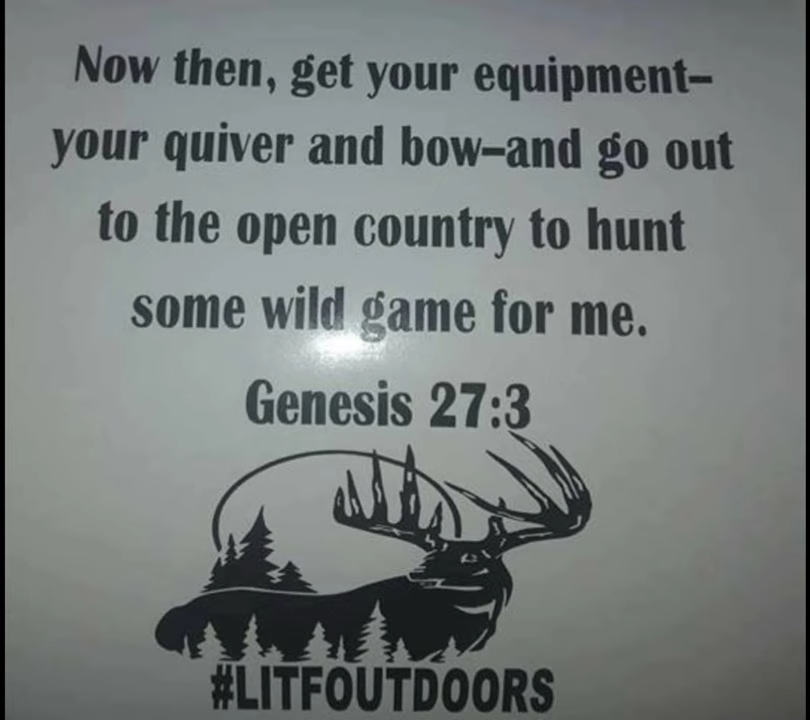 Now then, get your equipment–
your quiver and bow–and go out
to the open country to hunt
some wild game for me.
Genesis 27:3
#LITFOUTDOORS